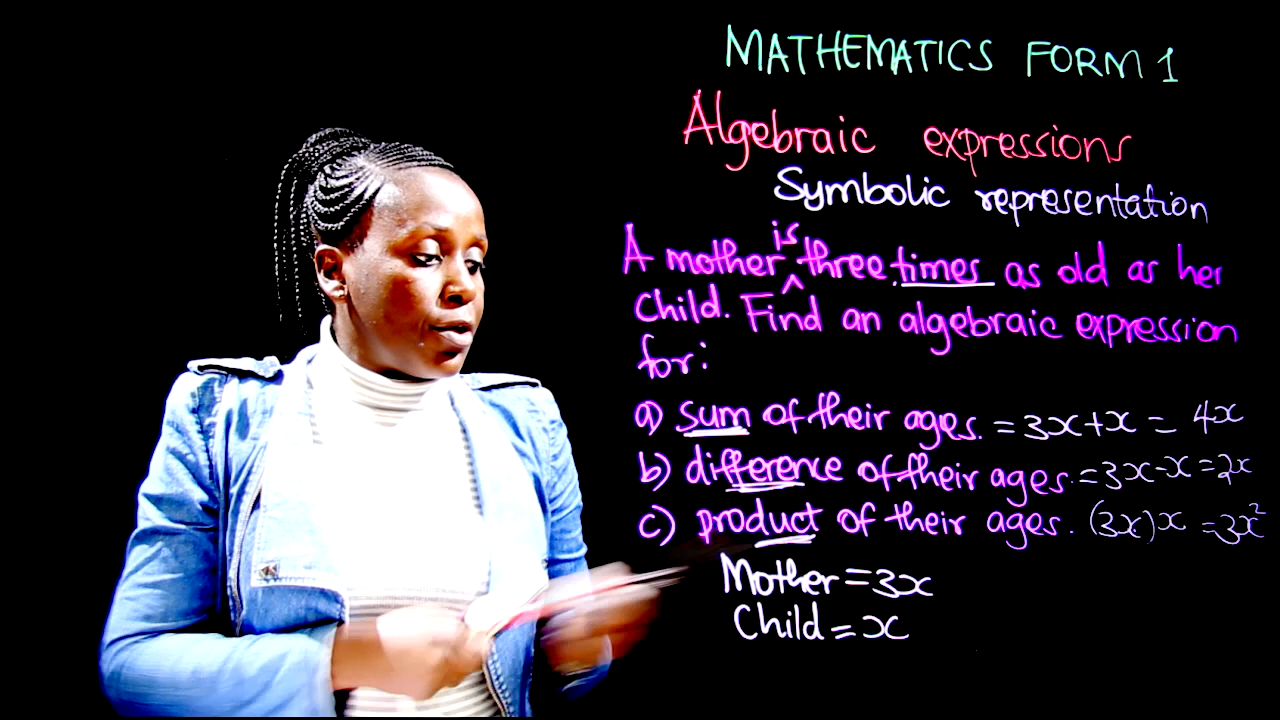 MATHEMATICS FORM 1
Algebraic expressions
Symbolic representation
A mother is three times as old as her
Child. Find an algebraic expression
for:
a) sum of their ages. = 3x+x = 4x
b) difference of their ages. = 3x-x = 2x
c) product of their ages. (3x)x = 3x²
Mother = 3x
Child = x